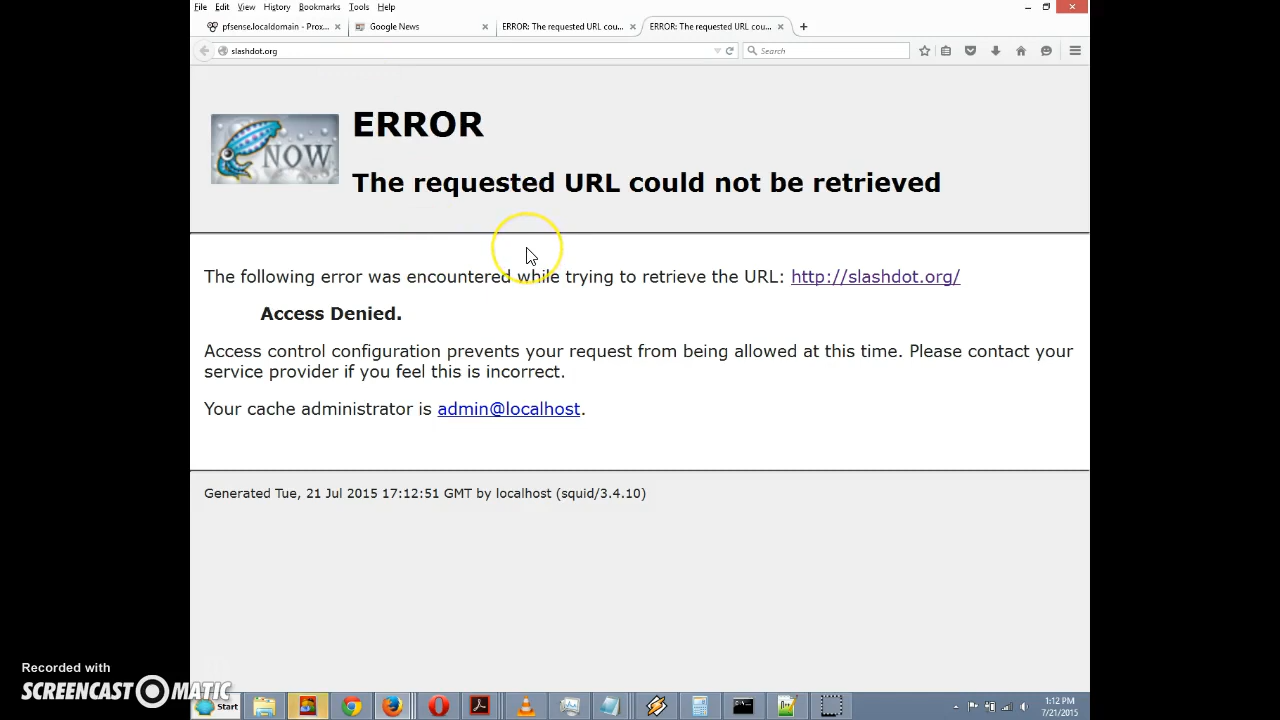 File Edit View History Bookmarks Tools Help
pfsense.localdomain - Prox... Google News ERROR: The requested URL cou... ERROR: The requested URL cou...
slashdot.org Search
NOW
ERROR
The requested URL could not be retrieved
The following error was encountered while trying to retrieve the URL: http://slashdot.org/
Access Denied.
Access control configuration prevents your request from being allowed at this time. Please contact your
service provider if you feel this is incorrect.
Your cache administrator is admin@localhost.
Generated Tue, 21 Jul 2015 17:12:51 GMT by localhost (squid/3.4.10)
Recorded with
SCREENCAST MATIC
Start
1:12 PM
7/21/2015